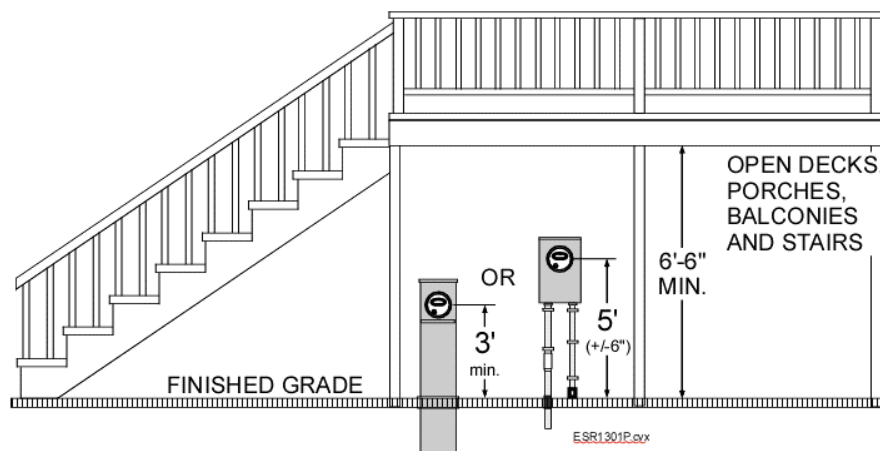 OPEN DECKS,
PORCHES,
BALCONIES
AND STAIRS
OR
6'-6"
MIN.
5'
(+/-6")
3'
min.
FINISHED GRADE
ESR1301P.cvx